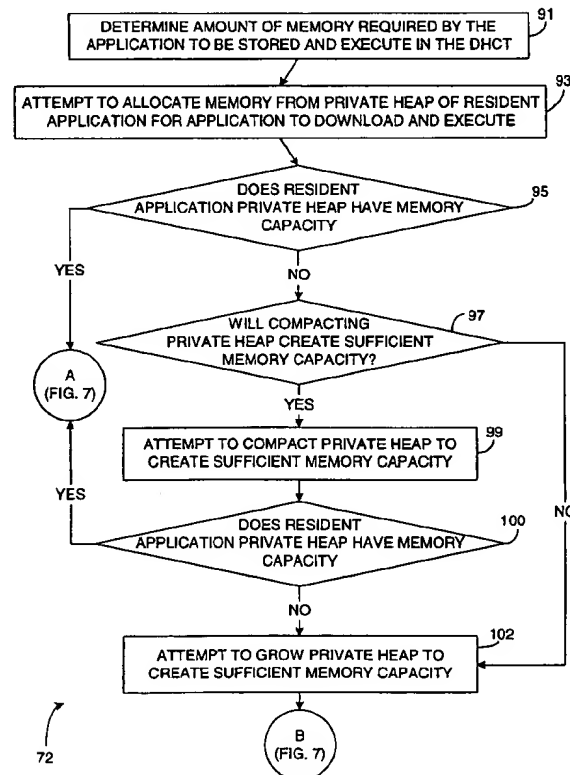 91
DETERMINE AMOUNT OF MEMORY REQUIRED BY THE
APPLICATION TO BE STORED AND EXECUTE IN THE DHCT
93
ATTEMPT TO ALLOCATE MEMORY FROM PRIVATE HEAP OF RESIDENT
APPLICATION FOR APPLICATION TO DOWNLOAD AND EXECUTE
DOES RESIDENT
APPLICATION PRIVATE HEAP HAVE MEMORY
CAPACITY
95
YES
NO
97
WILL COMPACTING
PRIVATE HEAP CREATE SUFFICIENT
MEMORY CAPACITY?
A
(FIG. 7)
YES
99
ATTEMPT TO COMPACT PRIVATE HEAP TO
CREATE SUFFICIENT MEMORY CAPACITY
YES
NO
DOES RESIDENT
APPLICATION PRIVATE HEAP HAVE MEMORY
CAPACITY
100
NO
102
ATTEMPT TO GROW PRIVATE HEAP TO
CREATE SUFFICIENT MEMORY CAPACITY
72
B
(FIG. 7)